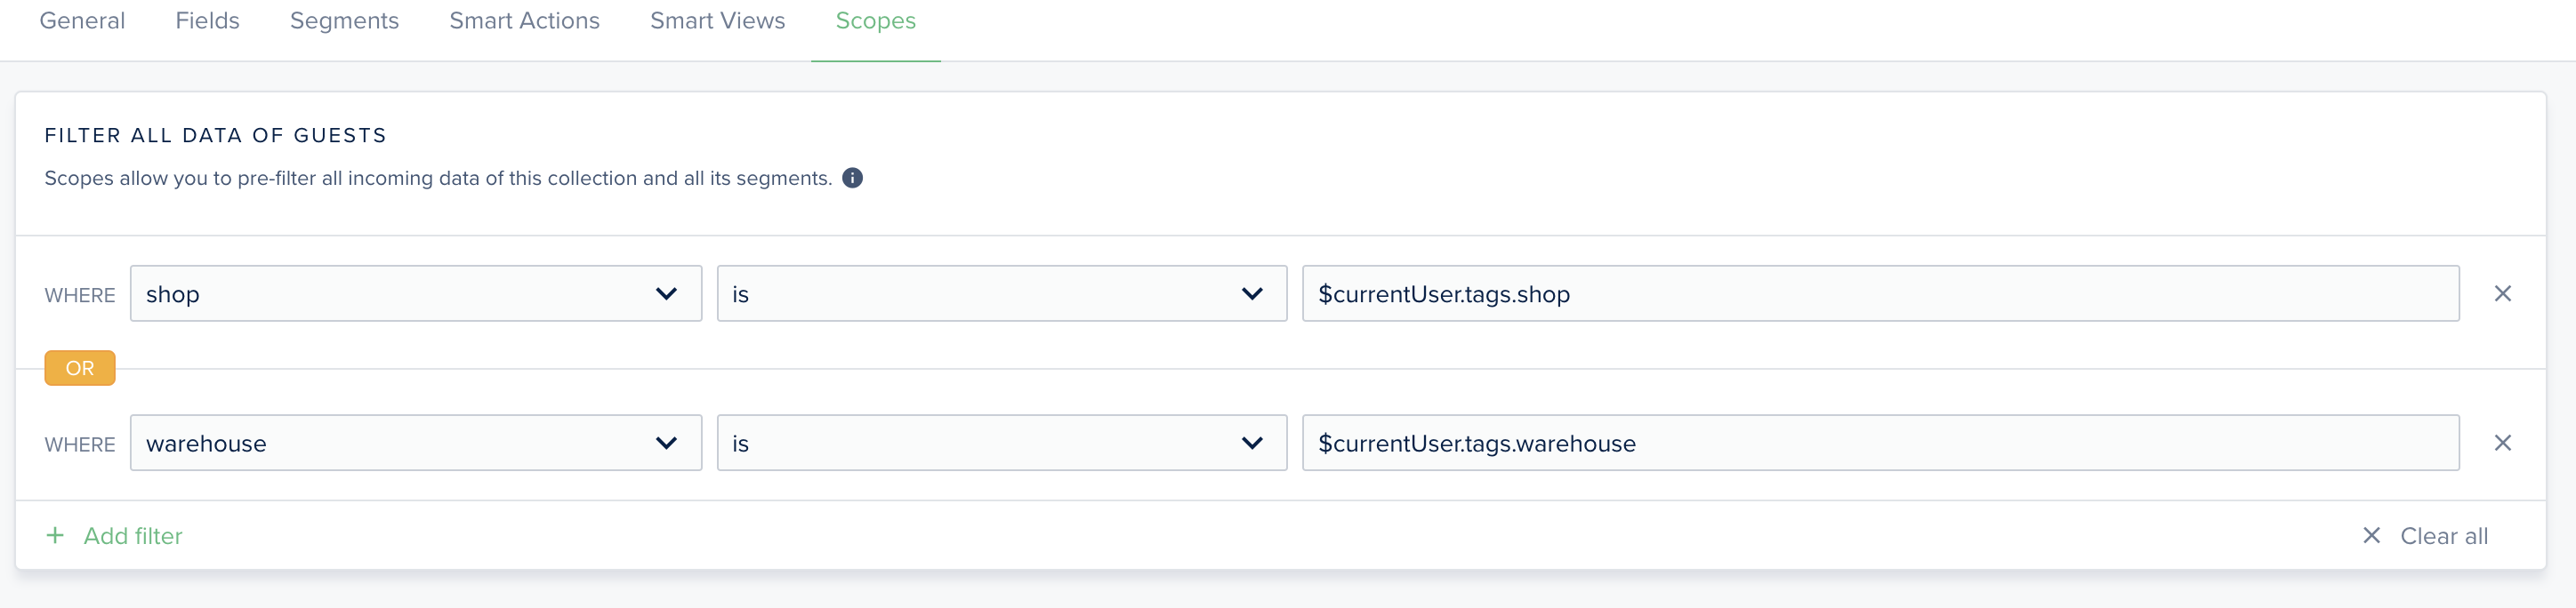 General Fields Segments Smart Actions Smart Views Scopes
FILTER ALL DATA OF GUESTS
Scopes allow you to pre-filter all incoming data of this collection and all its segments. i
WHERE shop is $currentUser.tags.shop
OR
WHERE warehouse is $currentUser.tags.warehouse
+ Add filter × Clear all